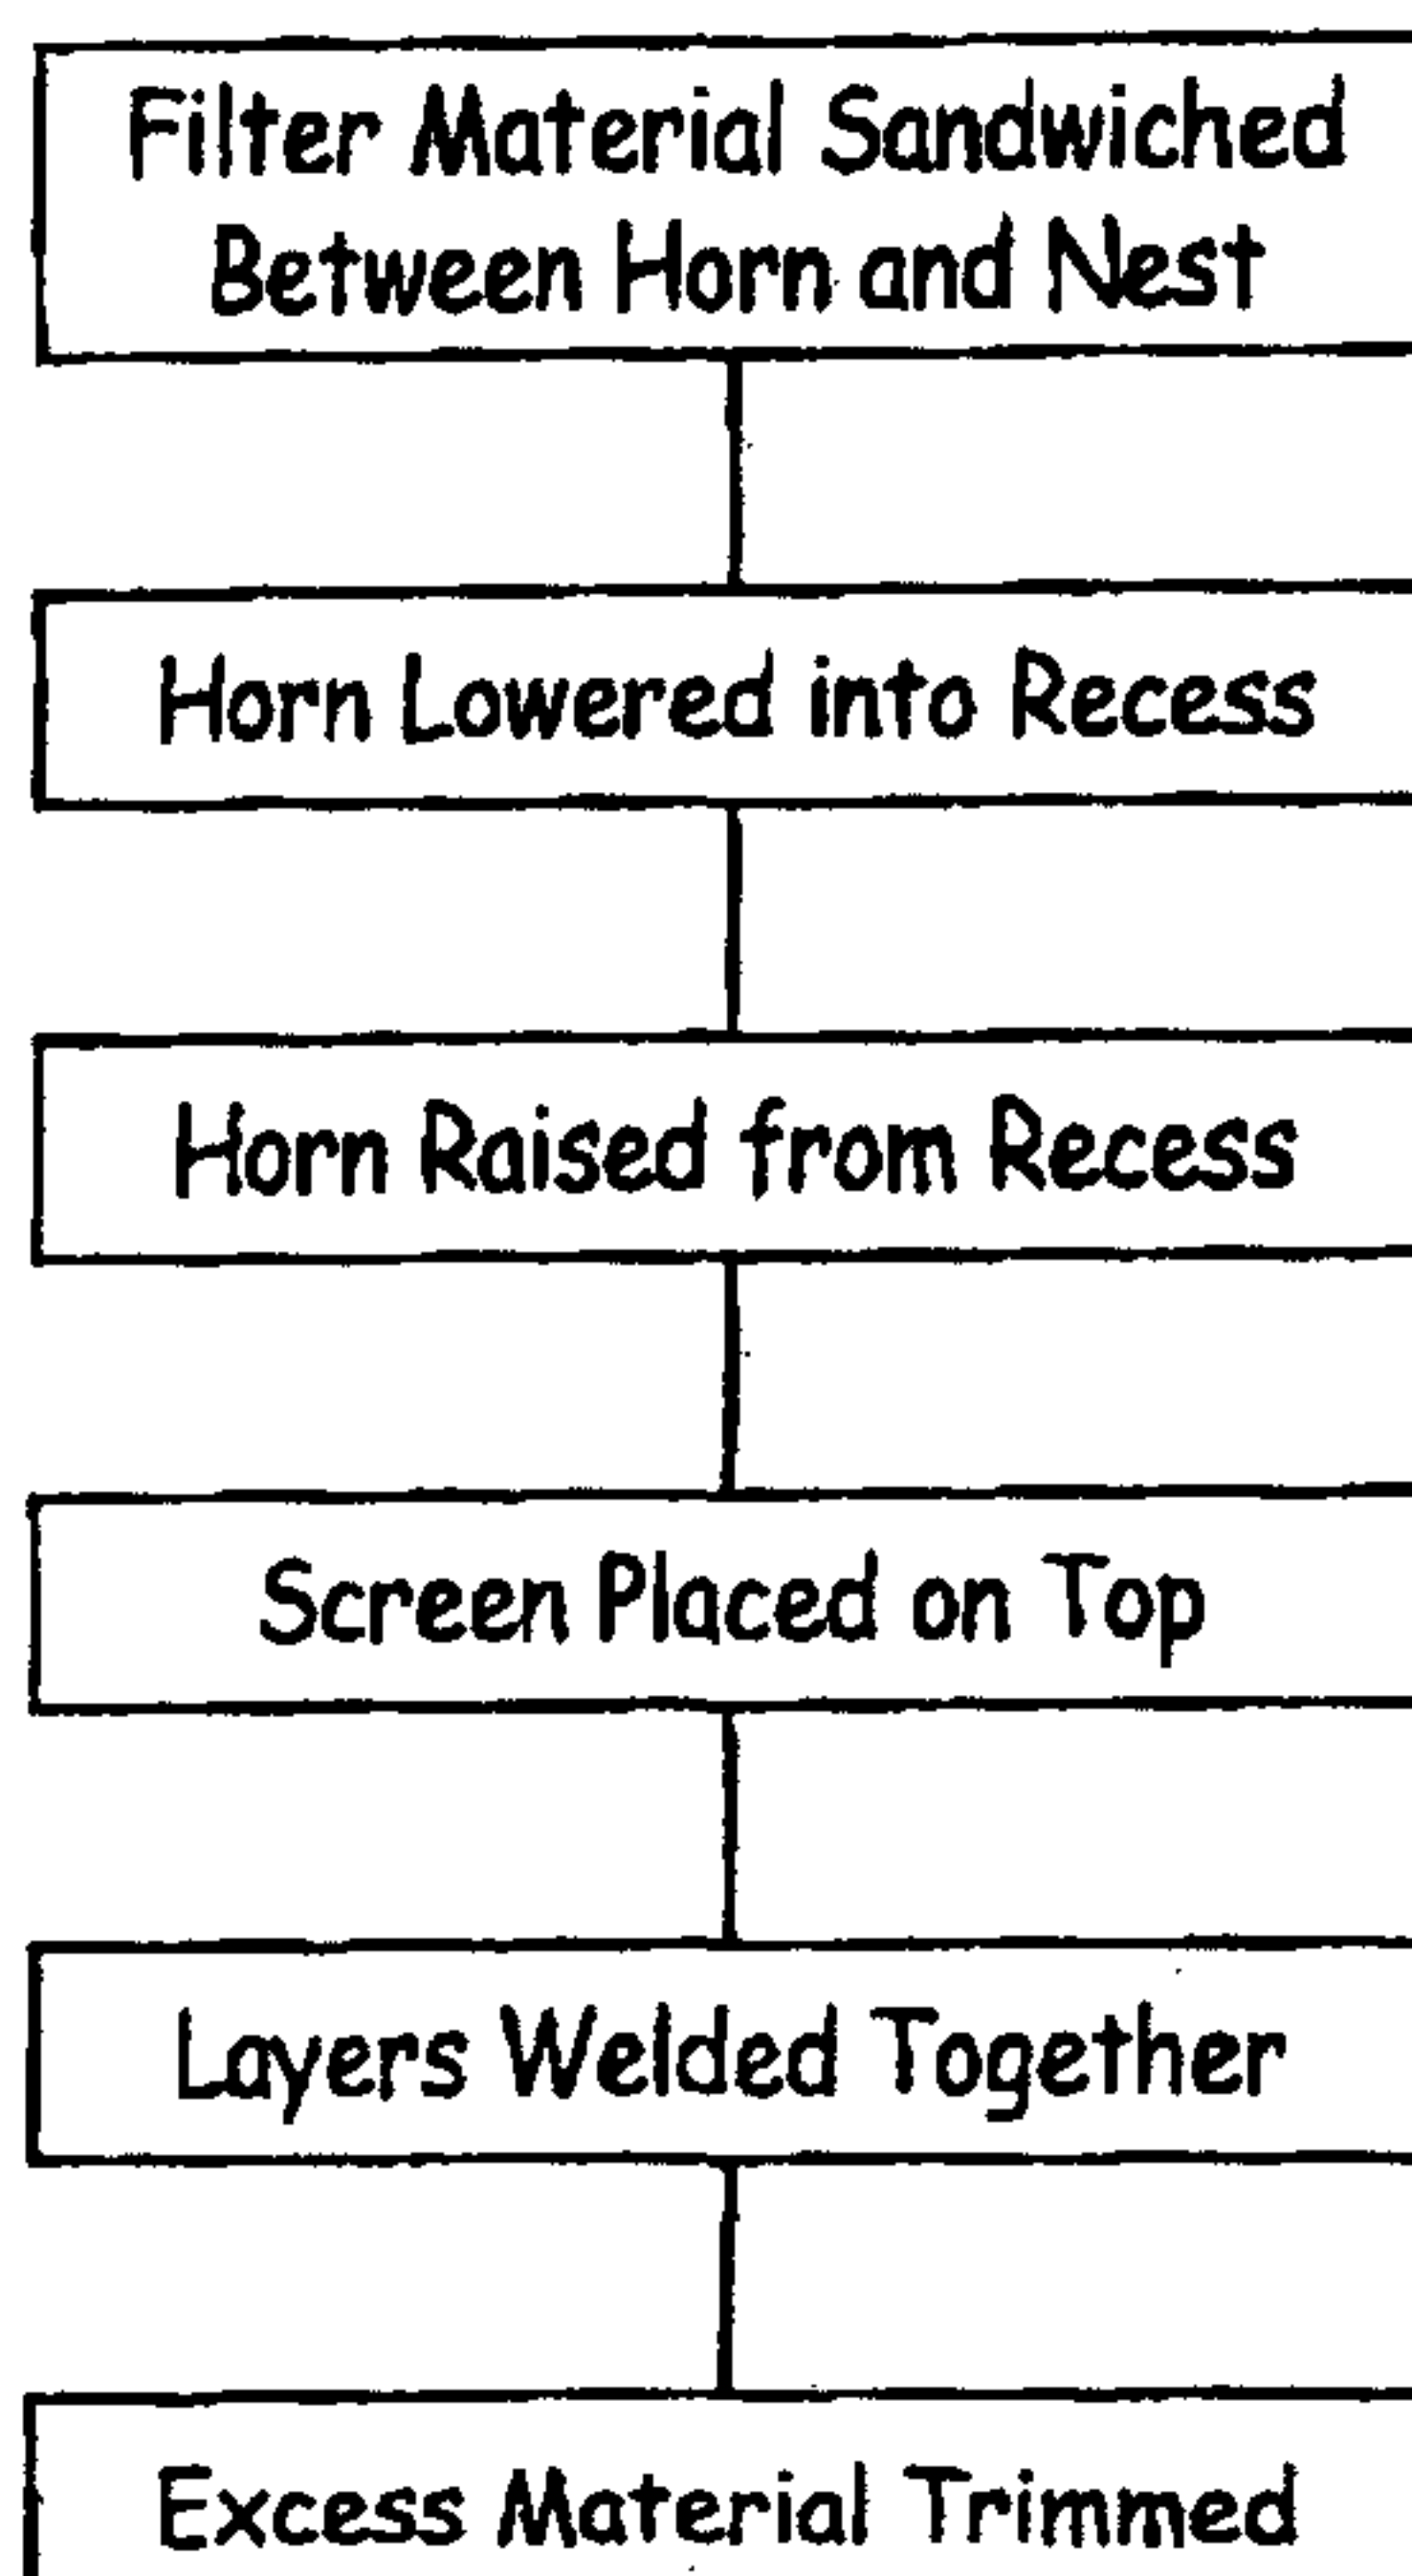 Filter Material Sandwiched
Between Horn and Nest
Horn Lowered into Recess
Horn Raised from Recess
Screen Placed on Top
Layers Welded Together
Excess Material Trimmed